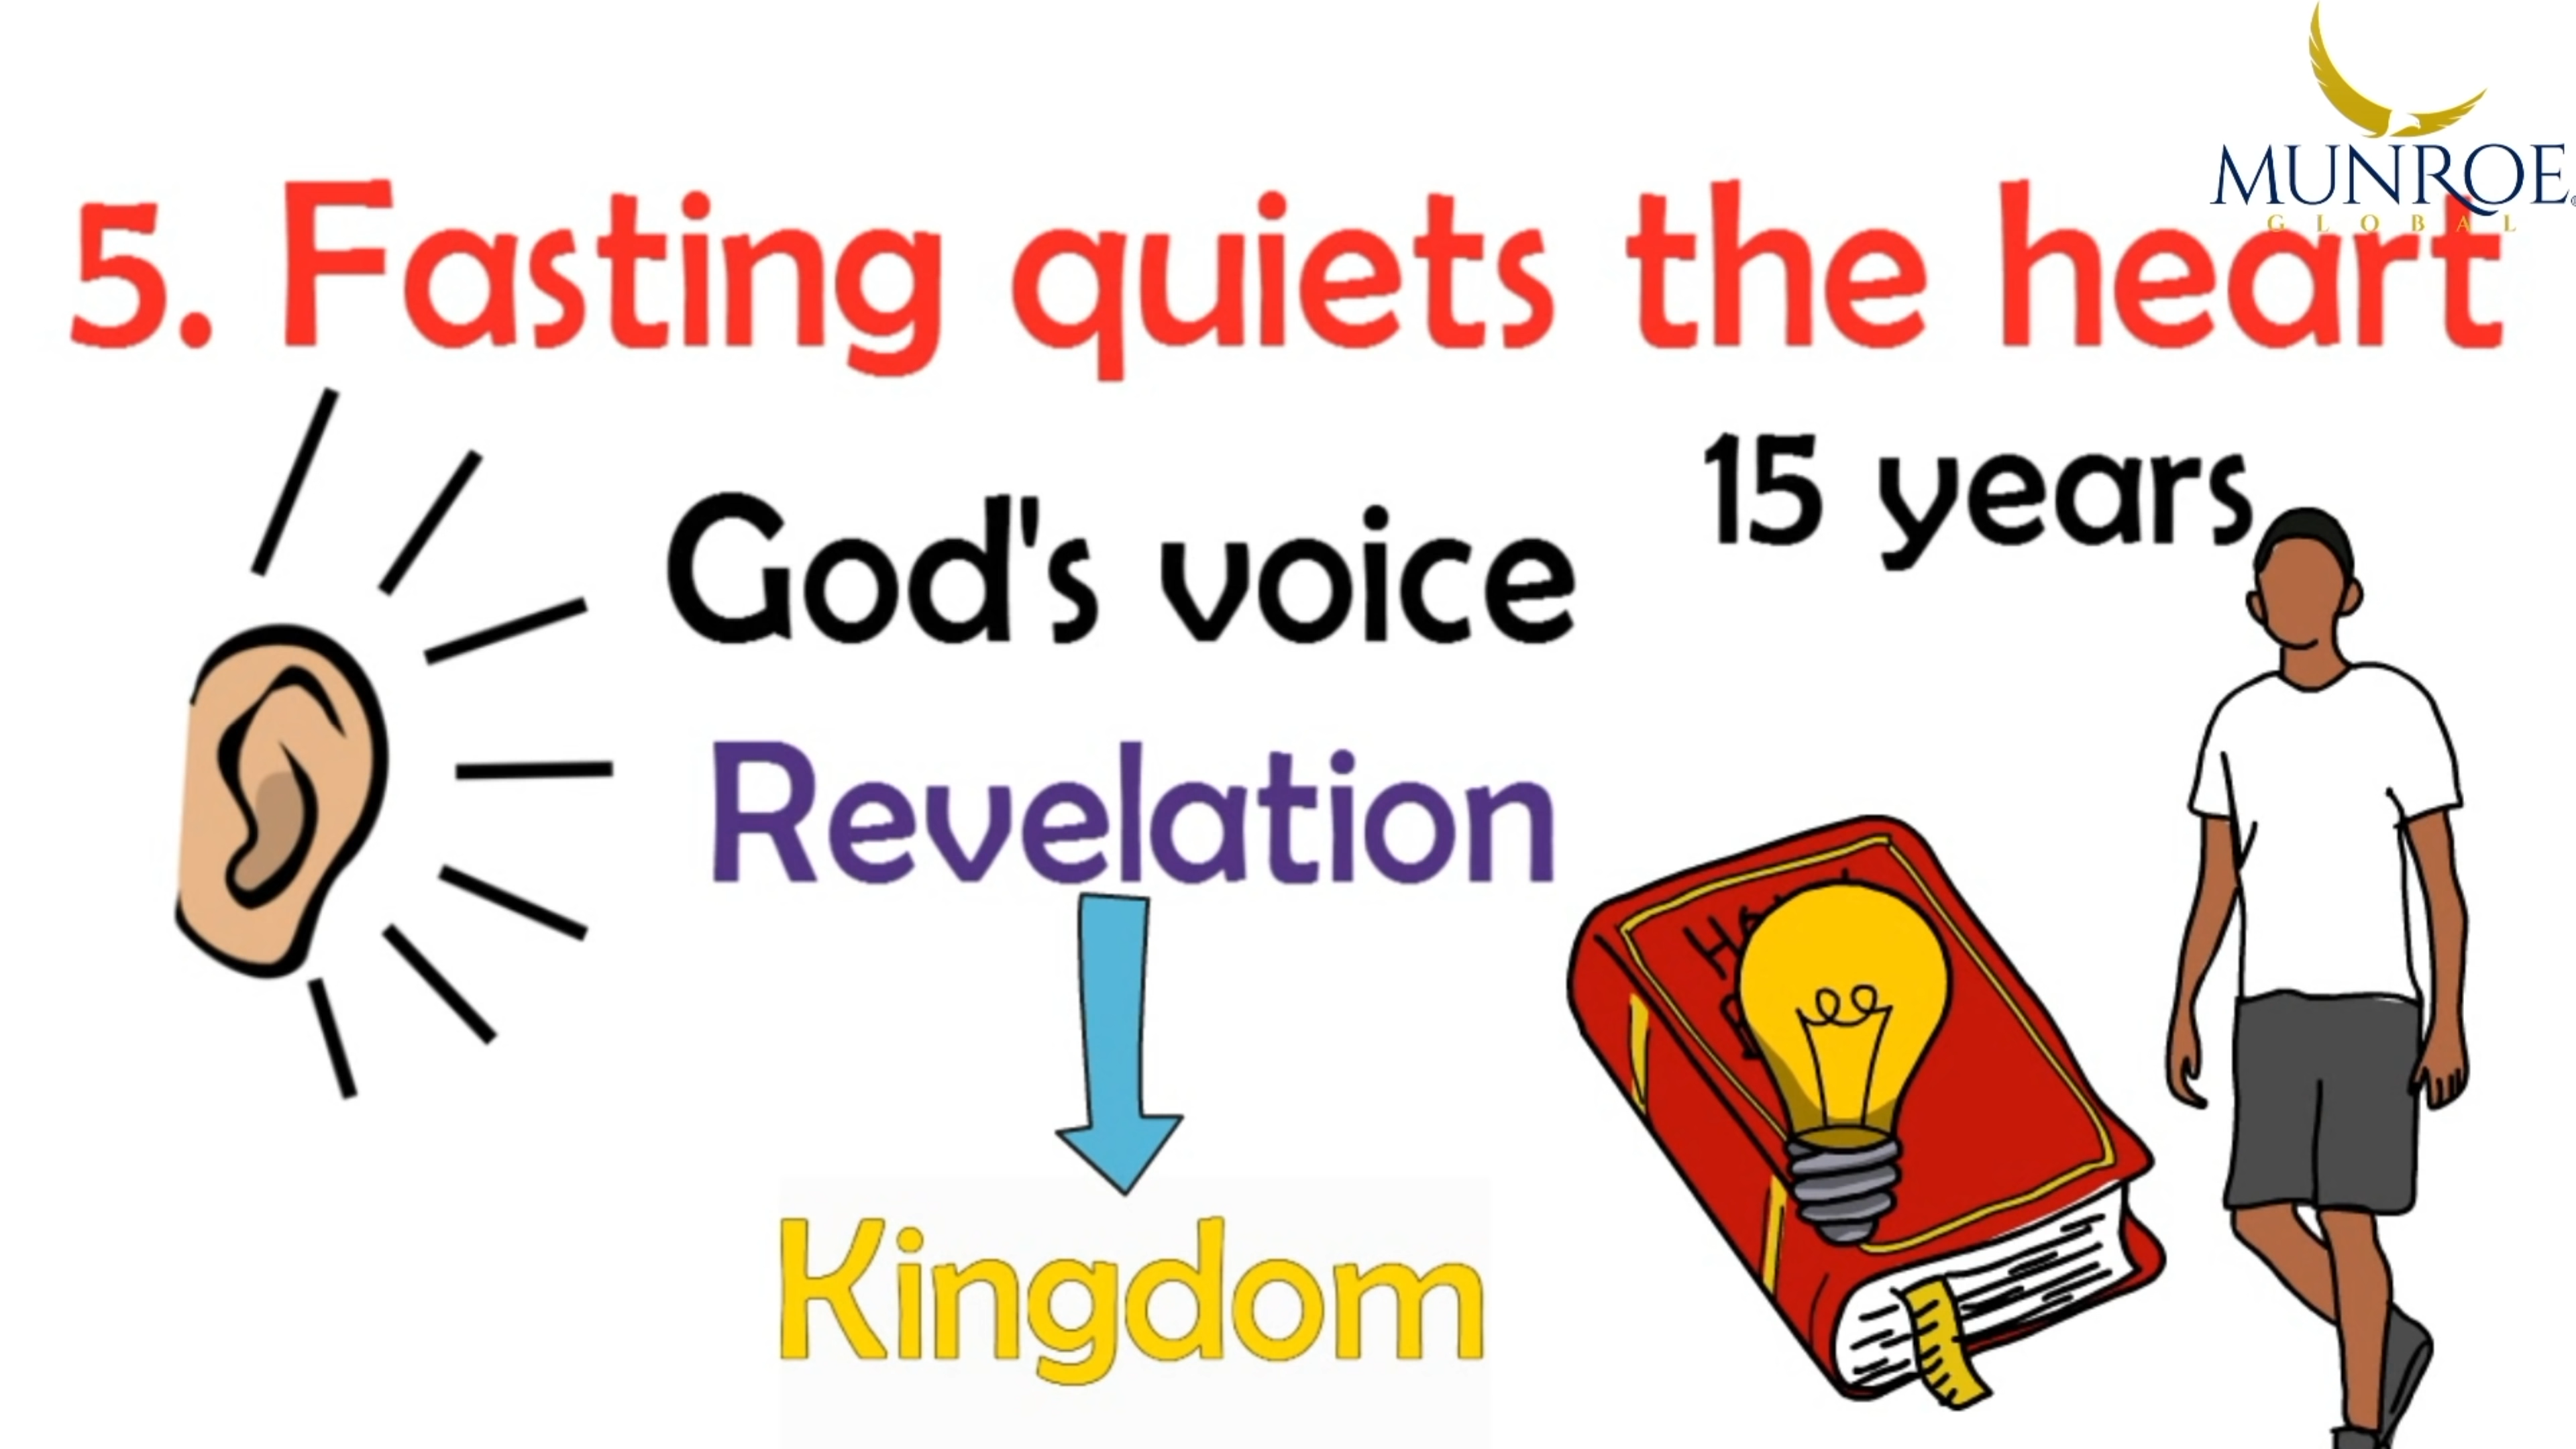 MUNROE
GLOBAL
5. Fasting quiets the heart
15 years
God's voice
Revelation
Kingdom